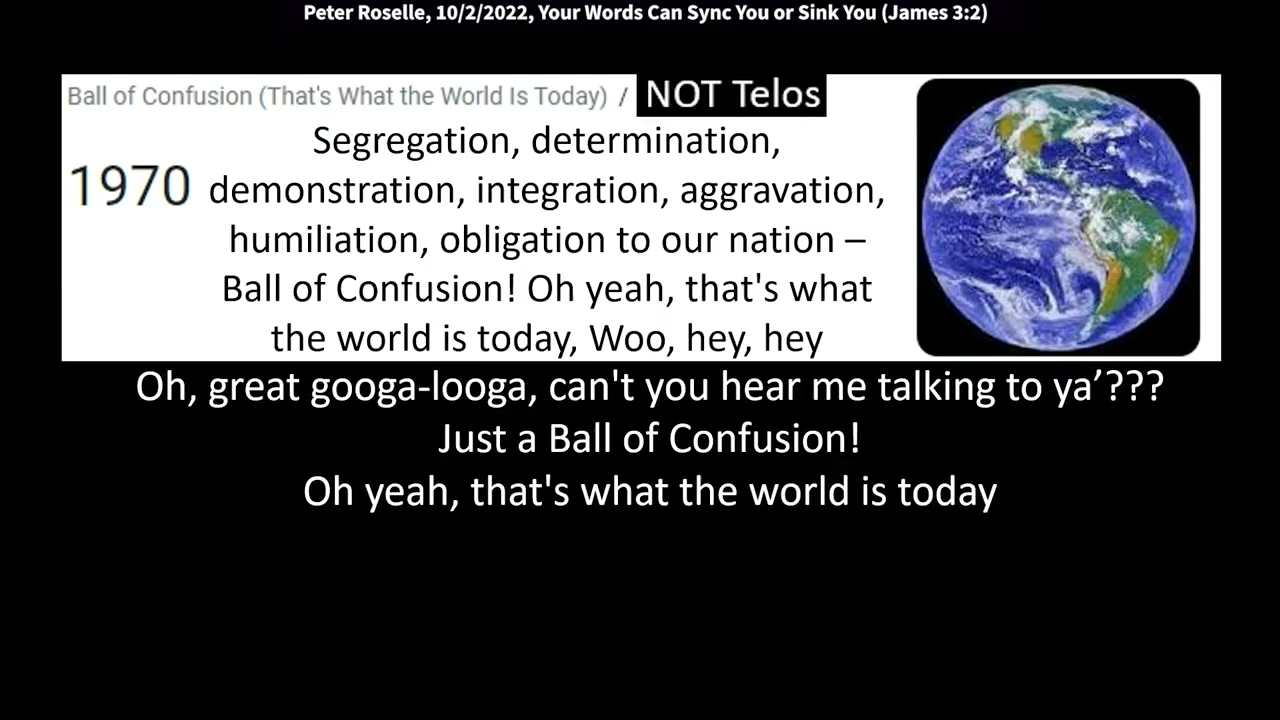 Peter Roselle, 10/2/2022, Your Words Can Sync You or Sink You (James 3:2)
Ball of Confusion (That's What the World Is Today) / NOT Telos
Segregation, determination,
1970 demonstration, integration, aggravation,
humiliation, obligation to our nation –
Ball of Confusion! Oh yeah, that's what
the world is today, Woo, hey, hey
Oh, great googa-looga, can't you hear me talking to ya’???
Just a Ball of Confusion!
Oh yeah, that's what the world is today